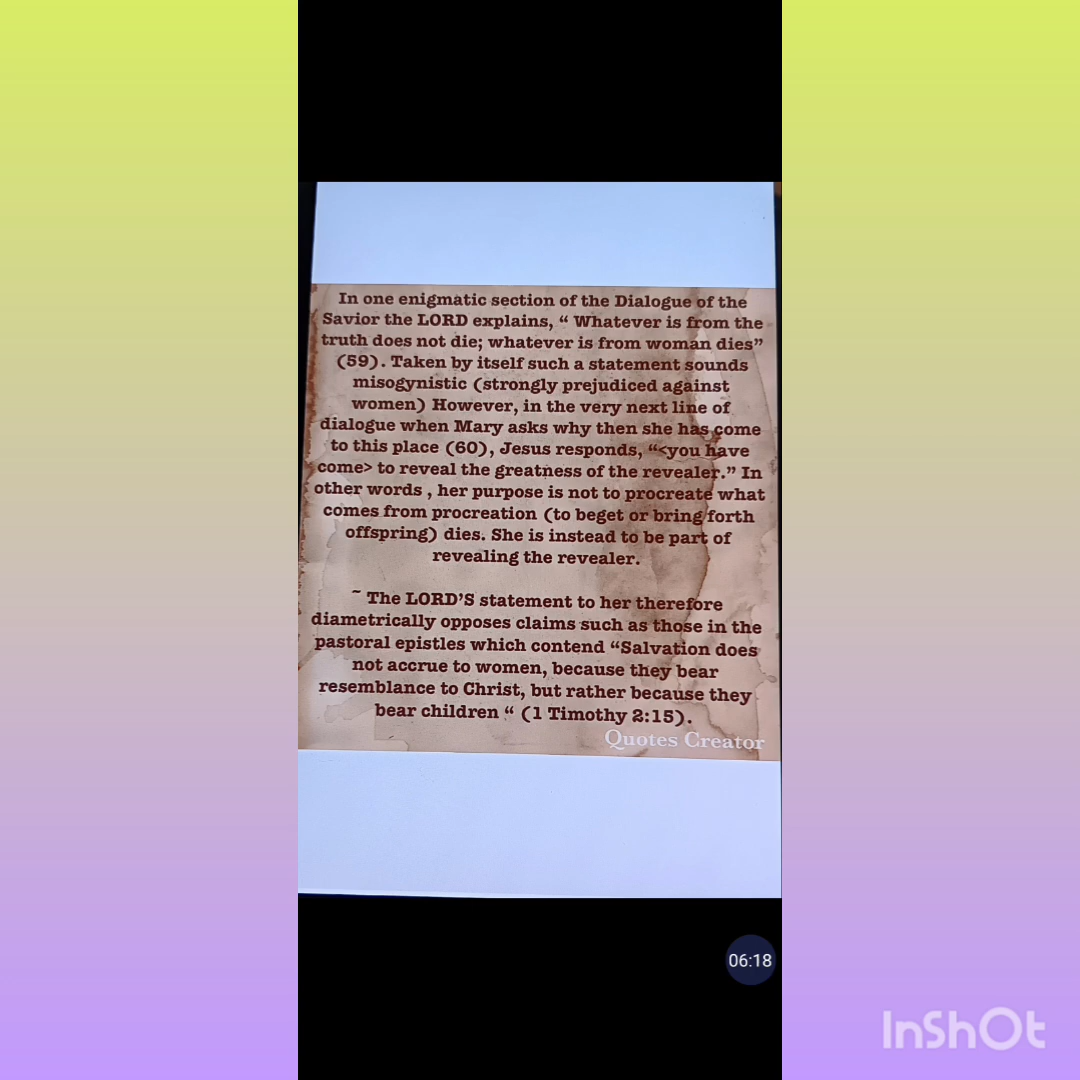 In one enigmatic section of the Dialogue of the
Savior the LORD explains, “ Whatever is from the
truth does not die; whatever is from woman dies”
(59). Taken by itself such a statement sounds
misogynistic (strongly prejudiced against
women) However, in the very next line of
dialogue when Mary asks why then she has come
to this place (60), Jesus responds, “<you have
come> to reveal the greatness of the revealer.” In
other words , her purpose is not to procreate what
comes from procreation (to beget or bring forth
offspring) dies. She is instead to be part of
revealing the revealer.
~ The LORD’S statement to her therefore
diametrically opposes claims such as those in the
pastoral epistles which contend “Salvation does
not accrue to women, because they bear
resemblance to Christ, but rather because they
bear children “ (1 Timothy 2:15).
Quotes Creator
06:18
InShOt